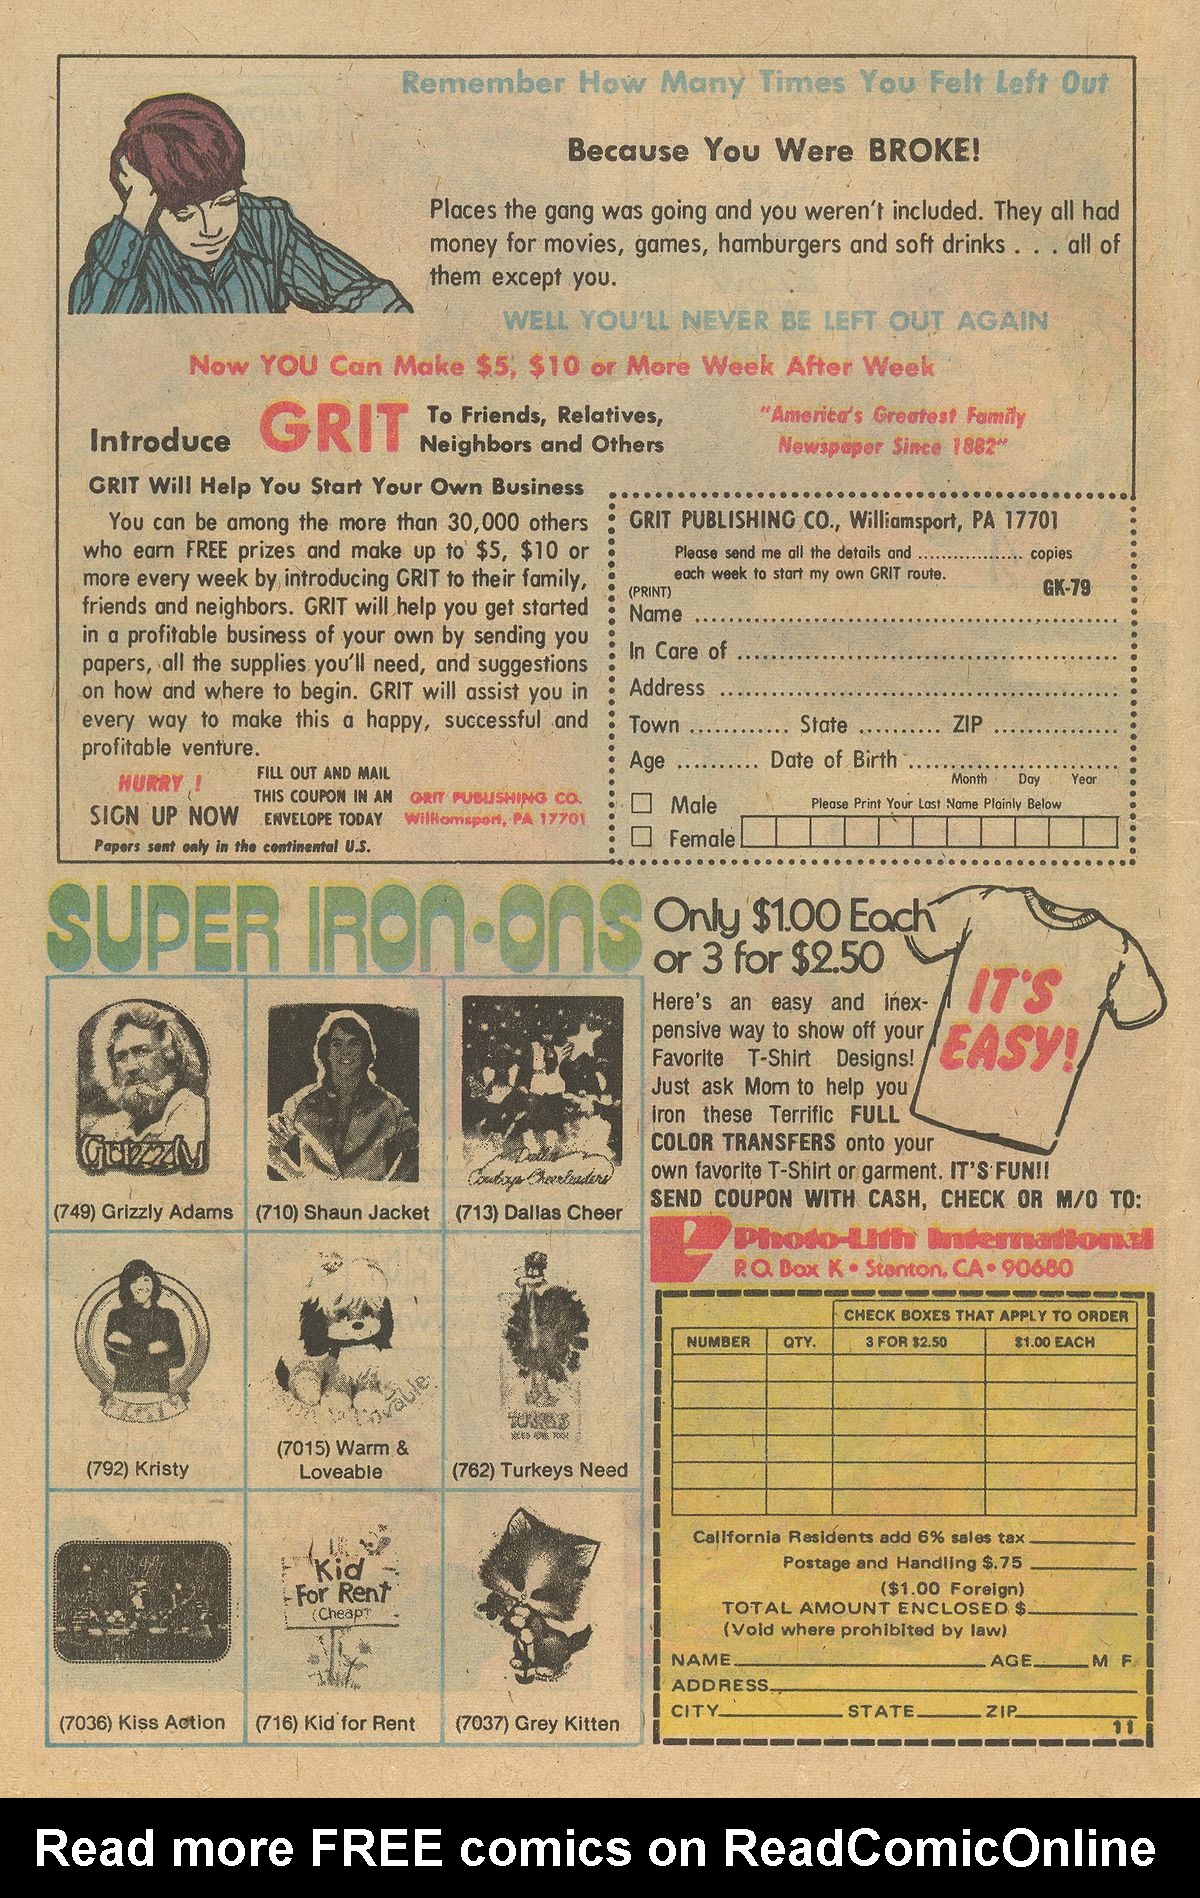 Remember How Many Times You Felt Left Out
Because You Were BROKE!
Places the gang was going and you weren't included. They all had
money for movies, games, hamburgers and soft drinks . . . all of
them except you.
WELL YOU'LL NEVER BE LEFT OUT AGAIN
Now YOU Can Make $5, $10 or More Week After Week
Introduce GRIT To Friends, Relatives,
Neighbors and Others
"America's Greatest Family
Newspaper Since 1882"
GRIT Will Help You Start Your Own Business
You can be among the more than 30,000 others
who earn FREE prizes and make up to $5, $10 or
more every week by introducing GRIT to their family,
friends and neighbors. GRIT will help you get started
in a profitable business of your own by sending you
papers, all the supplies you'll need, and suggestions
on how and where to begin. GRIT will assist you in
every way to make this a happy, successful and
profitable venture.
HURRY !
SIGN UP NOW
FILL OUT AND MAIL
THIS COUPON IN AN
ENVELOPE TODAY
GRIT PUBLISHING CO.
Williamsport, PA 17701
Papers sent only in the continental U.S.
GRIT PUBLISHING CO., Williamsport, PA 17701
Please send me all the details and .................. copies
each week to start my own GRIT route.
(PRINT)
GK-79
Name
In Care of
Address
Town ............ State .......... ZIP
Age .......... Date of Birth
Month Day Year
Male
Please Print Your Last Name Plainly Below
Female
SUPER IRON-ONS
Grizzly
(749) Grizzly Adams
(710) Shaun Jacket
Dallas
Cowboys Cheerleaders
(713) Dallas Cheer
(792) Kristy
Loveable
(7015) Warm &
Loveable
(762) Turkeys Need
(7036) Kiss Action
Kid
For Rent
(Cheap)
(716) Kid for Rent
(7037) Grey Kitten
Only $1.00 Each
or 3 for $2.50
Here's an easy and inex-
pensive way to show off your
Favorite T-Shirt Designs!
Just ask Mom to help you
iron these Terrific FULL
COLOR TRANSFERS onto your
own favorite T-Shirt or garment. IT'S FUN!!
SEND COUPON WITH CASH, CHECK OR M/O TO:
IT'S
EASY!
Photo-Lith International
P.O. Box K • Stanton, CA • 90680
CHECK BOXES THAT APPLY TO ORDER
NUMBER QTY. 3 FOR $2.50 $1.00 EACH
California Residents add 6% sales tax
Postage and Handling $.75
($1.00 Foreign)
TOTAL AMOUNT ENCLOSED $
(Void where prohibited by law)
NAME AGE M F
ADDRESS
CITY STATE ZIP
11
Read more FREE comics on ReadComicOnline